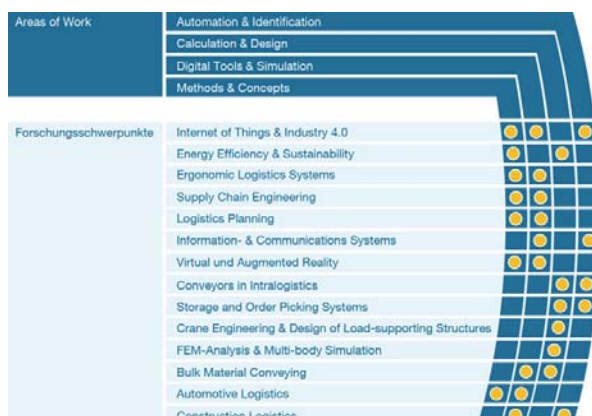 Areas of Work
Automation & Identification
Calculation & Design
Digital Tools & Simulation
Methods & Concepts
Forschungsschwerpunkte
Internet of Things & Industry 4.0
Energy Efficiency & Sustainability
Ergonomic Logistics Systems
Supply Chain Engineering
Logistics Planning
Information- & Communications Systems
Virtual und Augmented Reality
Conveyors in Intralogistics
Storage and Order Picking Systems
Crane Engineering & Design of Load-supporting Structures
FEM-Analysis & Multi-body Simulation
Bulk Material Conveying
Automotive Logistics
Construction Logistics